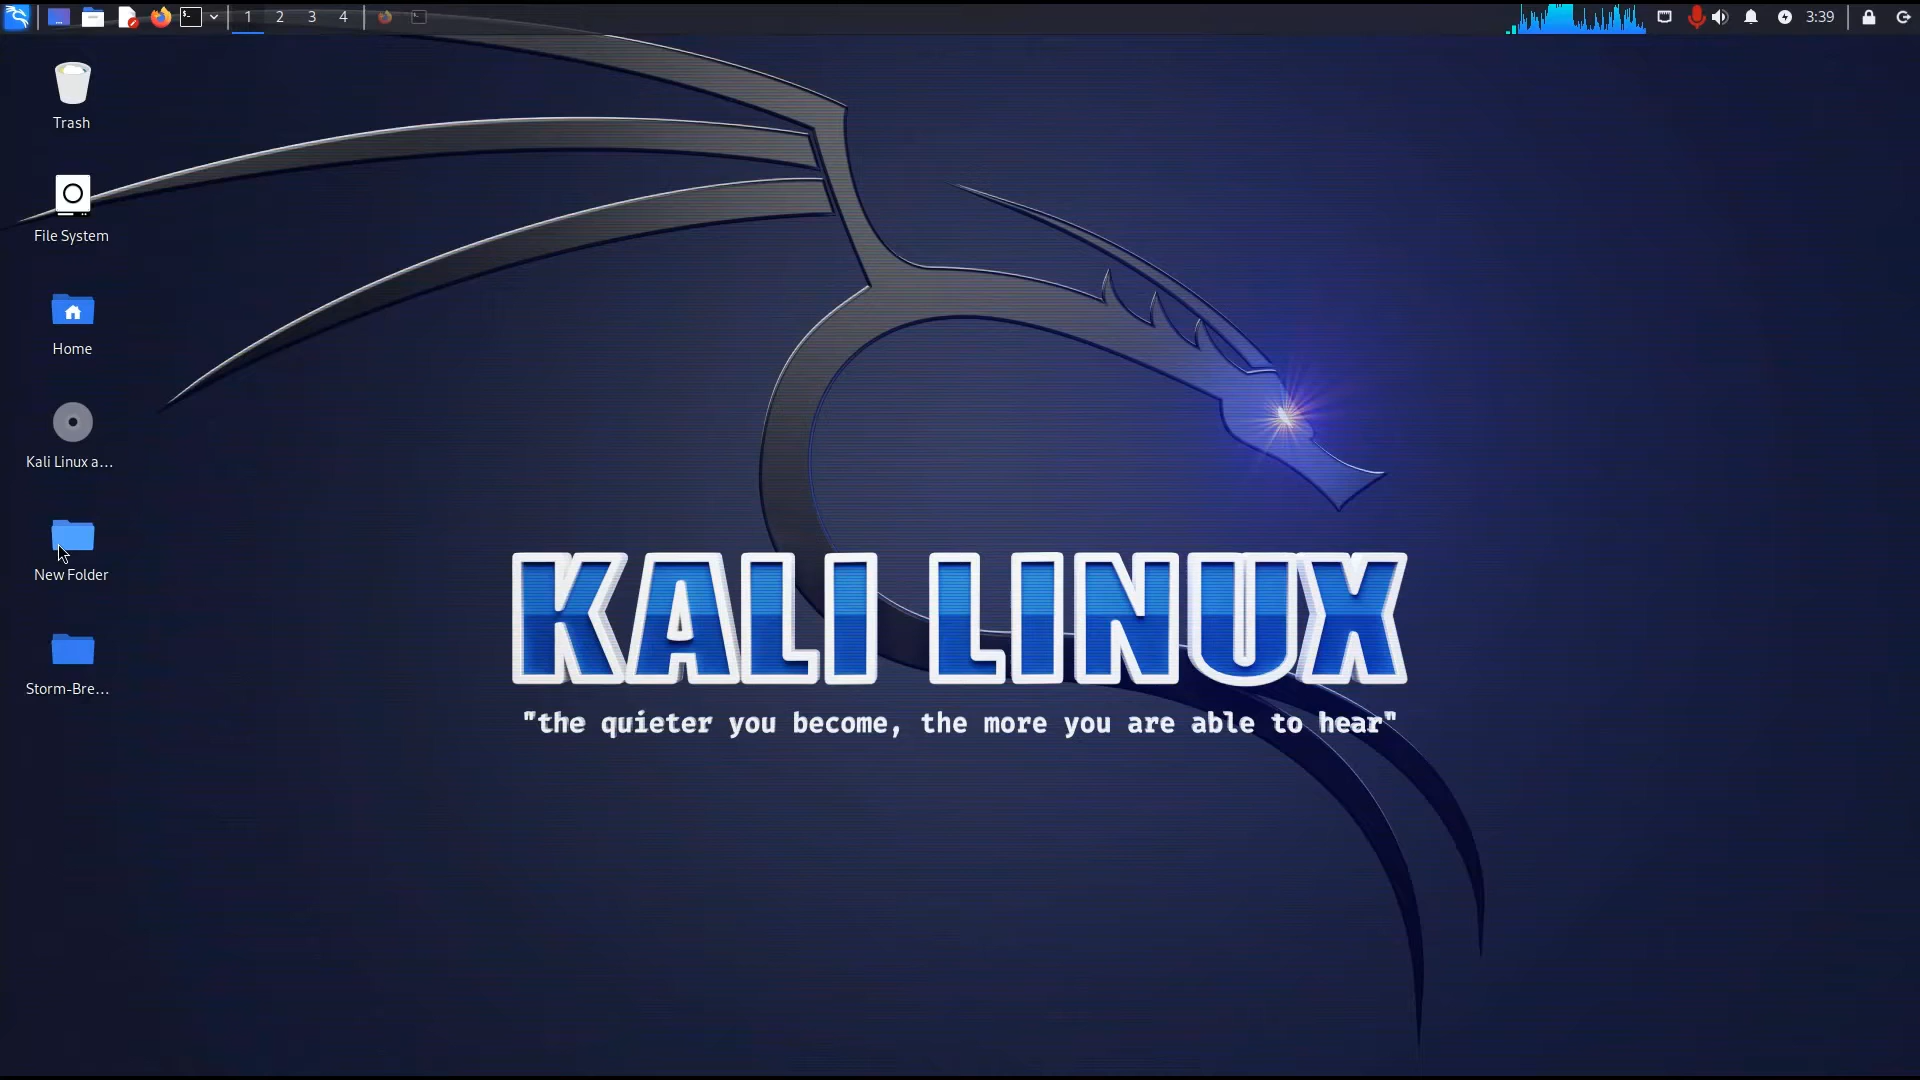 1 2 3 4
3:39
Trash
File System
Home
Kali Linux a...
New Folder
Storm-Bre...
KALI LINUX
"the quieter you become, the more you are able to hear"